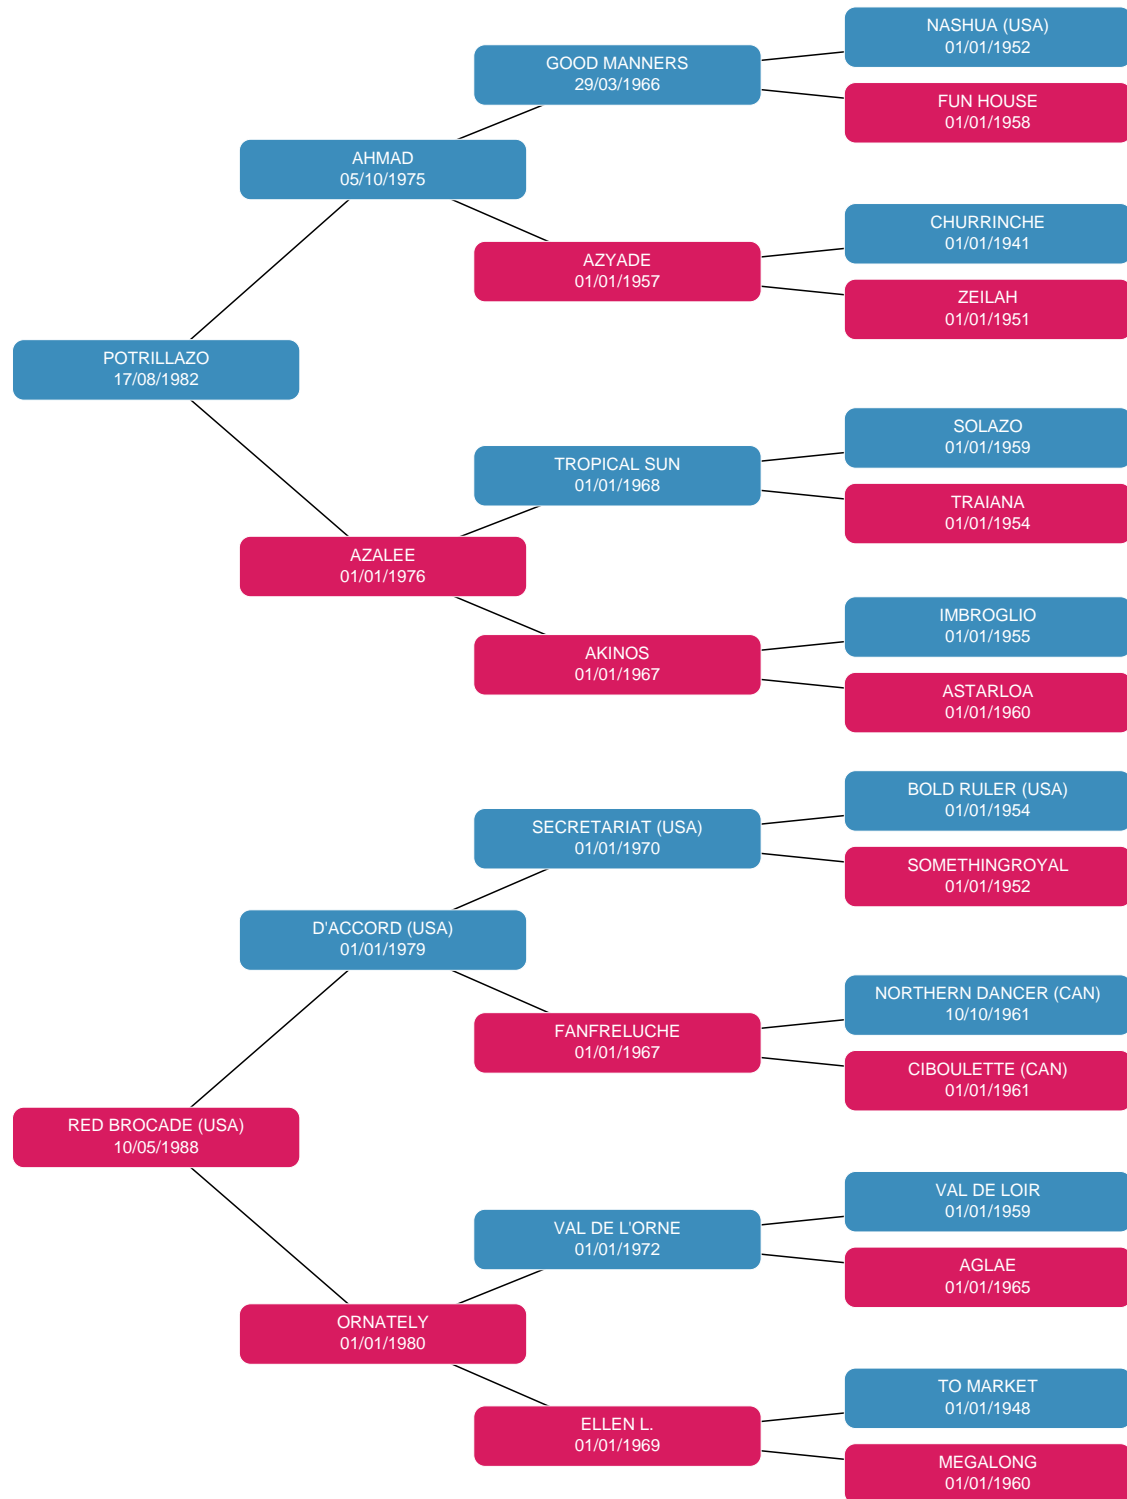 NASHUA (USA)
01/01/1952
GOOD MANNERS
29/03/1966
FUN HOUSE
01/01/1958
AHMAD
05/10/1975
CHURRINCHE
01/01/1941
AZYADE
01/01/1957
ZEILAH
01/01/1951
POTRILLAZO
17/08/1982
SOLAZO
01/01/1959
TROPICAL SUN
01/01/1968
TRAIANA
01/01/1954
AZALEE
01/01/1976
IMBROGLIO
01/01/1955
AKINOS
01/01/1967
ASTARLOA
01/01/1960
BOLD RULER (USA)
01/01/1954
SECRETARIAT (USA)
01/01/1970
SOMETHINGROYAL
01/01/1952
D'ACCORD (USA)
01/01/1979
NORTHERN DANCER (CAN)
10/10/1961
FANFRELUCHE
01/01/1967
CIBOULETTE (CAN)
01/01/1961
RED BROCADE (USA)
10/05/1988
VAL DE LOIR
01/01/1959
VAL DE L'ORNE
01/01/1972
AGLAE
01/01/1965
ORNATELY
01/01/1980
TO MARKET
01/01/1948
ELLEN L.
01/01/1969
MEGALONG
01/01/1960